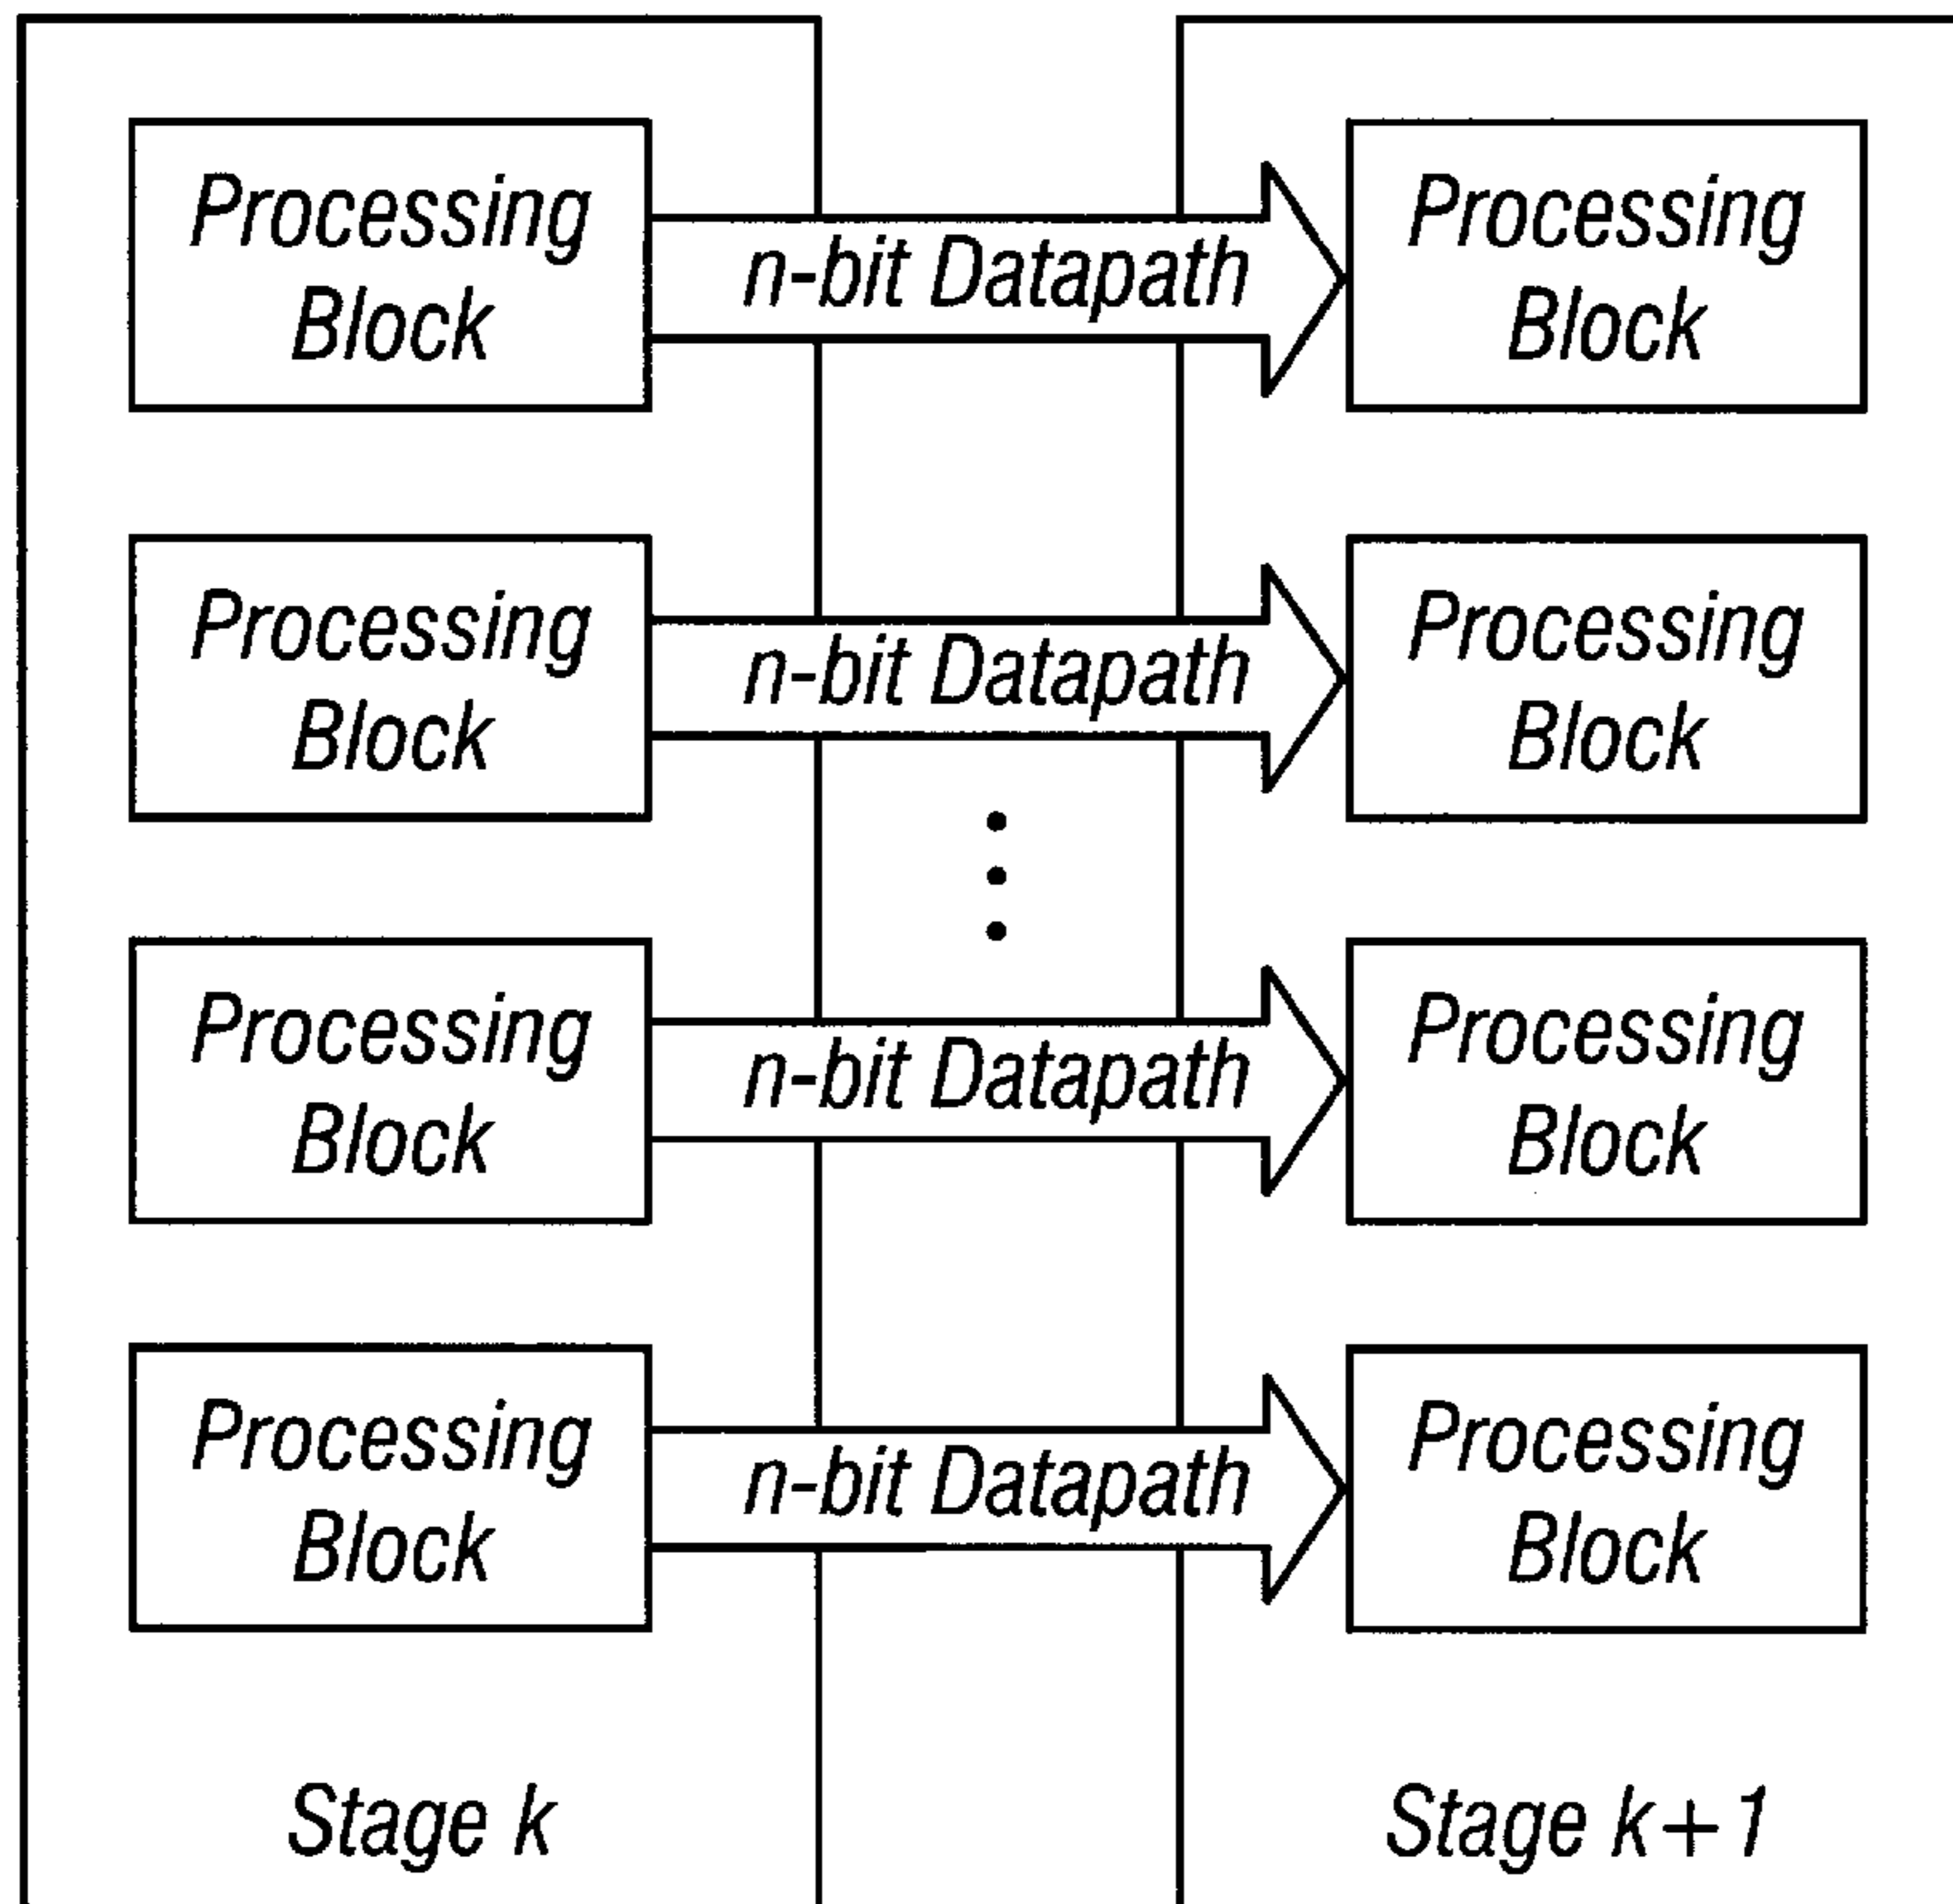 Processing
Block
n-bit Datapath
Processing
Block
Processing
Block
n-bit Datapath
Processing
Block
Processing
Block
n-bit Datapath
Processing
Block
Processing
Block
n-bit Datapath
Processing
Block
Stage k
Stage k+1